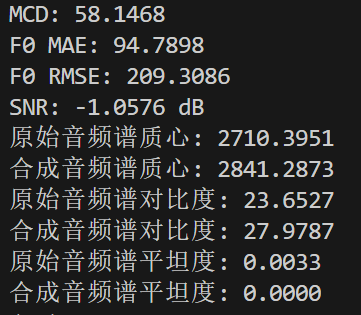 MCD: 58.1468
F0 MAE: 94.7898
F0 RMSE: 209.3086
SNR: -1.0576 dB
原始音频谱质心: 2710.3951
合成音频谱质心: 2841.2873
原始音频谱对比度: 23.6527
合成音频谱对比度: 27.9787
原始音频谱平坦度: 0.0033
合成音频谱平坦度: 0.0000